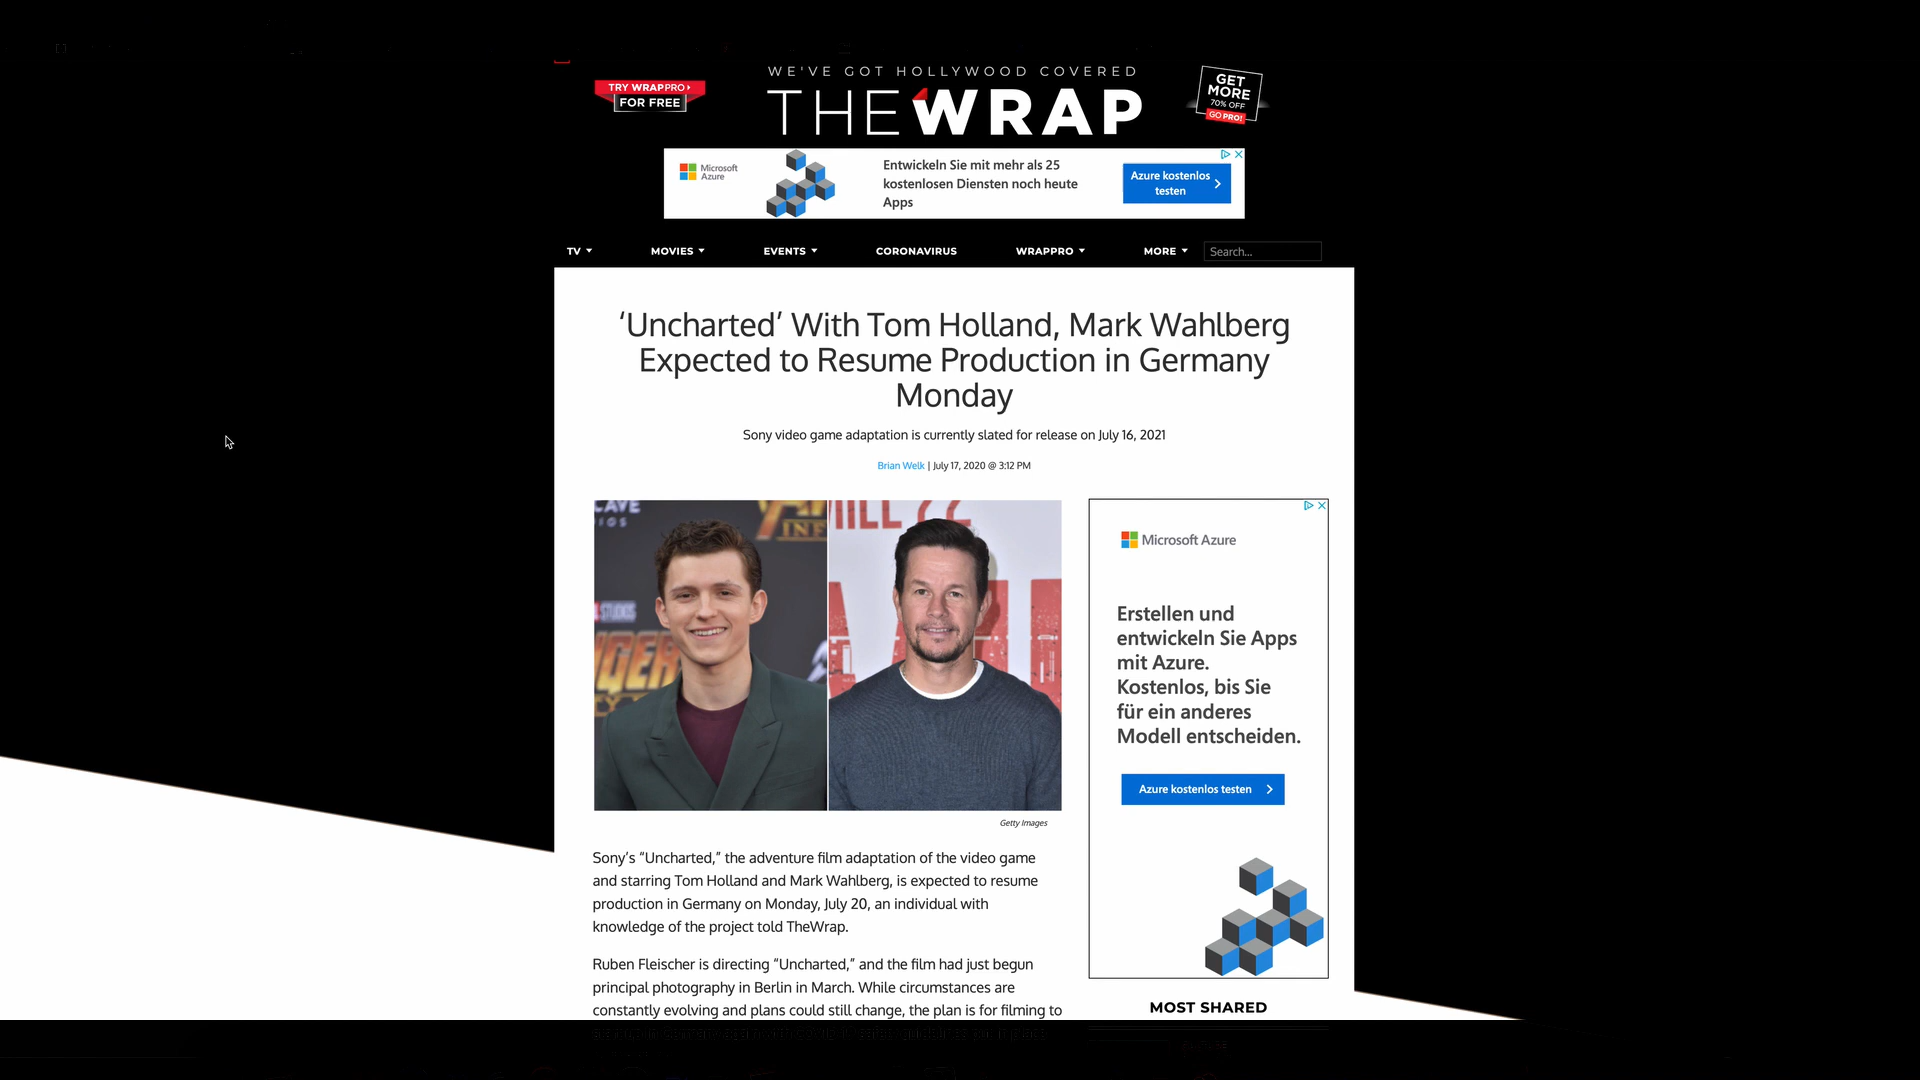 WE'VE GOT HOLLYWOOD COVERED
TRY WRAPPRO
FOR FREE
THE WRAP
GET
MORE
70% OFF
GO PRO!
Microsoft
Azure
Entwickeln Sie mit mehr als 25
kostenlosen Diensten noch heute
Apps
Azure kostenlos
testen
TV
MOVIES
EVENTS
CORONAVIRUS
WRAPPRO
MORE
Search...
‘Uncharted’ With Tom Holland, Mark Wahlberg
Expected to Resume Production in Germany
Monday
Sony video game adaptation is currently slated for release on July 16, 2021
Brian Welk | July 17, 2020 @ 3:12 PM
Microsoft Azure
Erstellen und
entwickeln Sie Apps
mit Azure.
Kostenlos, bis Sie
für ein anderes
Modell entscheiden.
Azure kostenlos testen
Getty Images
Sony’s “Uncharted,” the adventure film adaptation of the video game
and starring Tom Holland and Mark Wahlberg, is expected to resume
production in Germany on Monday, July 20, an individual with
knowledge of the project told TheWrap.
Ruben Fleischer is directing “Uncharted,” and the film had just begun
principal photography in Berlin in March. While circumstances are
constantly evolving and plans could still change, the plan is for filming to
MOST SHARED